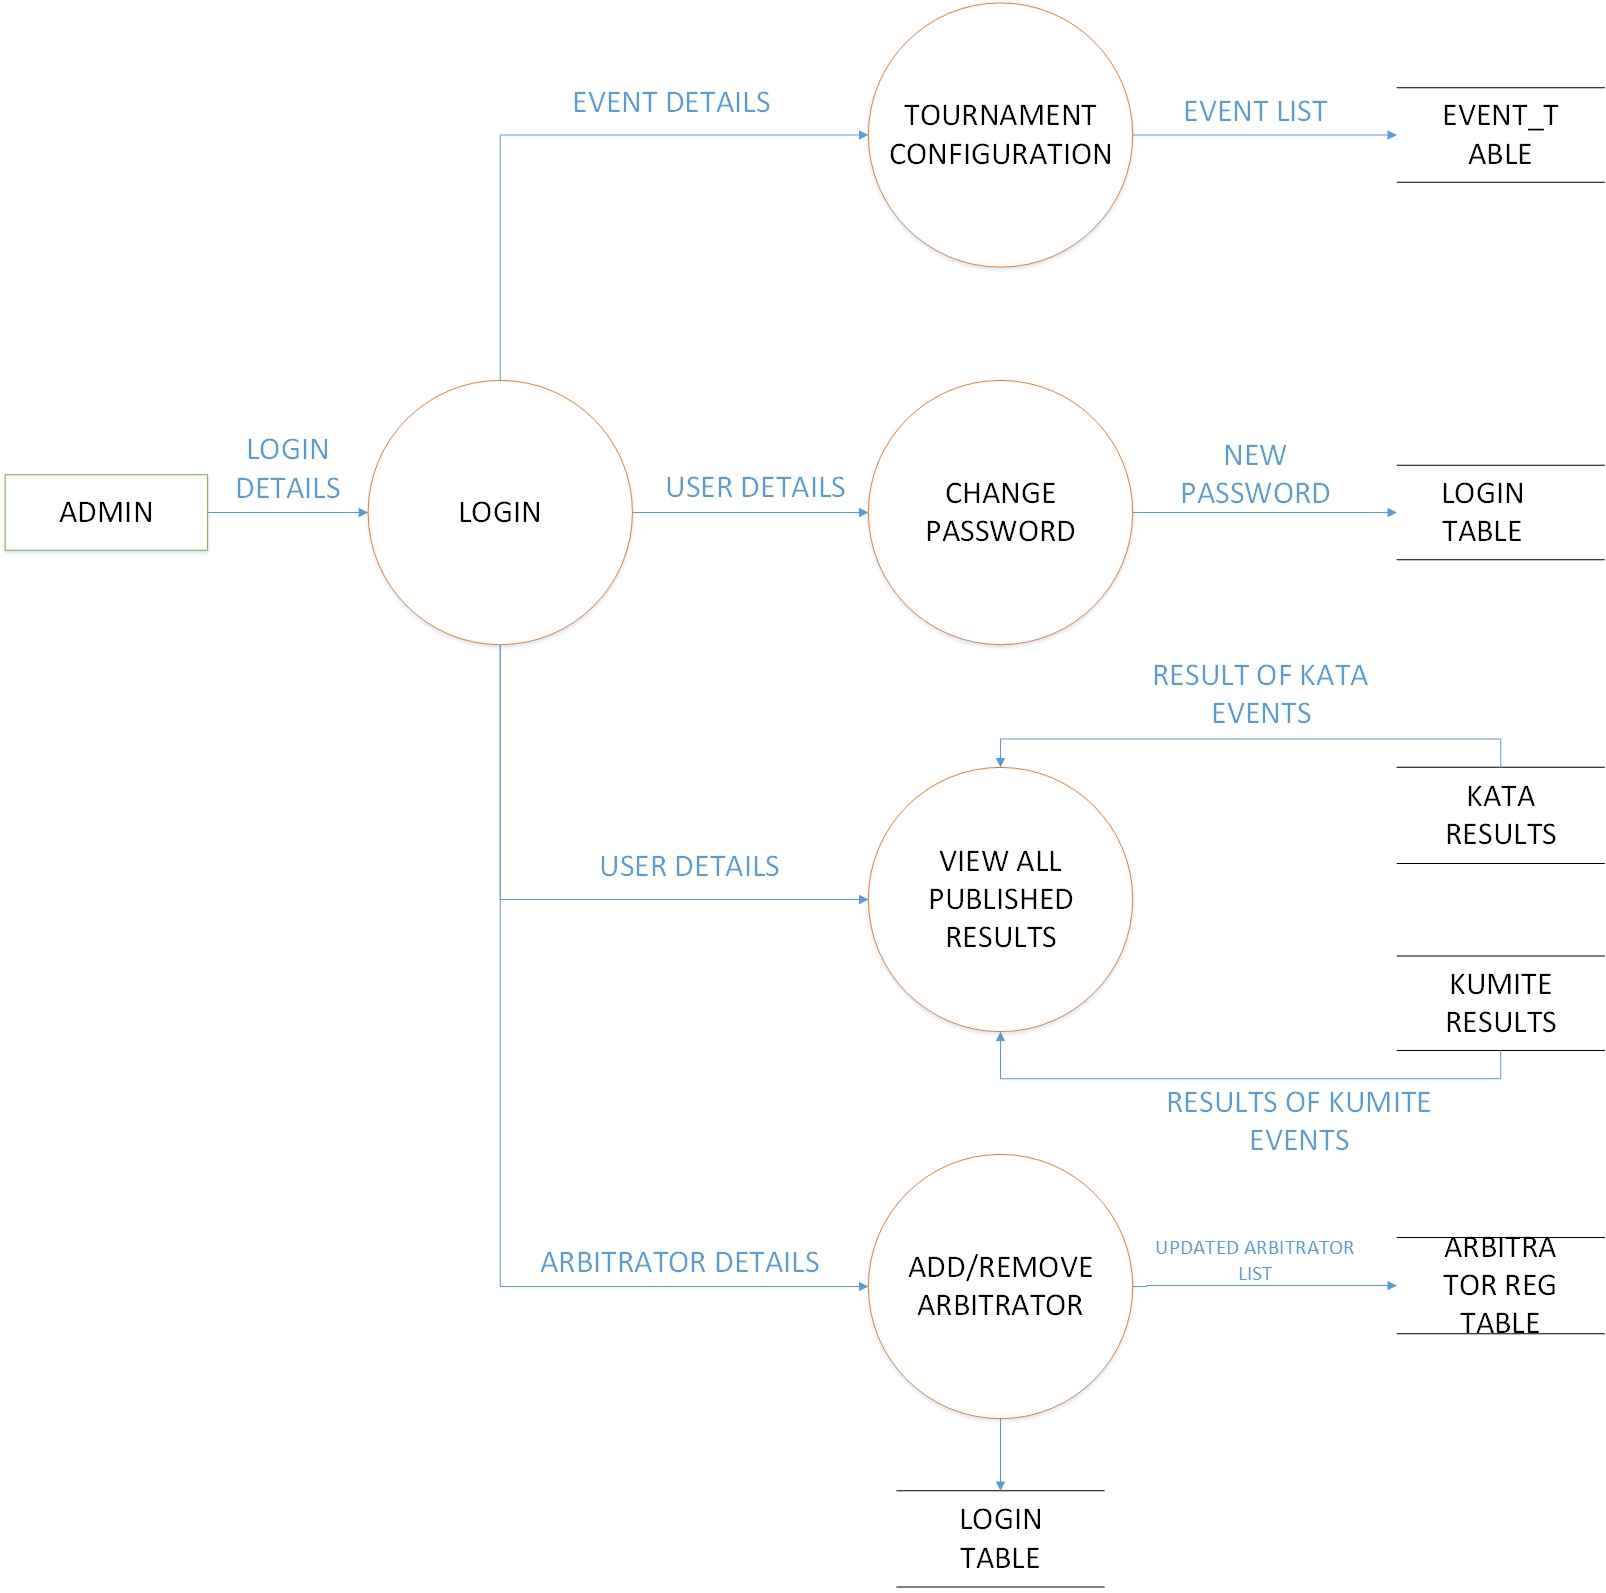 EVENT DETAILS
TOURNAMENT
CONFIGURATION
EVENT LIST
EVENT_T
ABLE
ADMIN
LOGIN
DETAILS
LOGIN
USER DETAILS
CHANGE
PASSWORD
NEW
PASSWORD
LOGIN
TABLE
RESULT OF KATA
EVENTS
KATA
RESULTS
USER DETAILS
VIEW ALL
PUBLISHED
RESULTS
KUMITE
RESULTS
RESULTS OF KUMITE
EVENTS
ARBITRATOR DETAILS
ADD/REMOVE
ARBITRATOR
UPDATED ARBITRATOR
LIST
ARBITRA
TOR REG
TABLE
LOGIN
TABLE